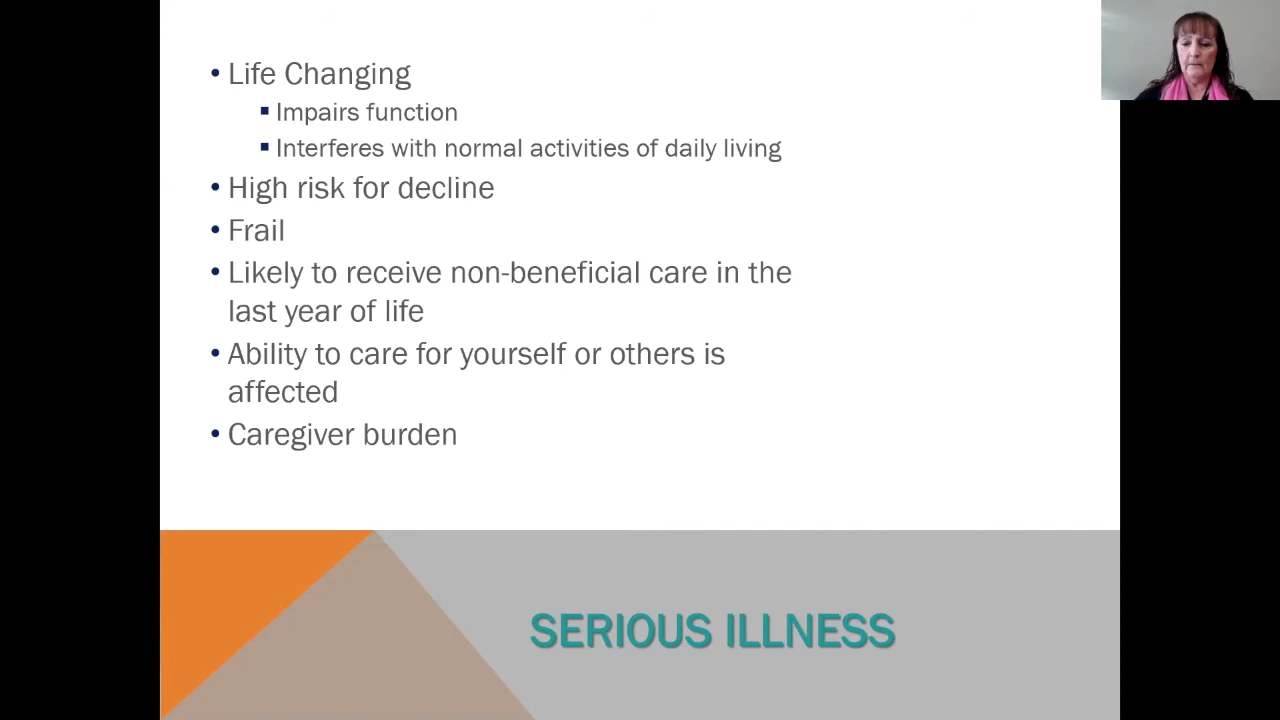 • Life Changing
▪ Impairs function
▪ Interferes with normal activities of daily living
• High risk for decline
• Frail
• Likely to receive non-beneficial care in the
last year of life
• Ability to care for yourself or others is
affected
• Caregiver burden
SERIOUS ILLNESS